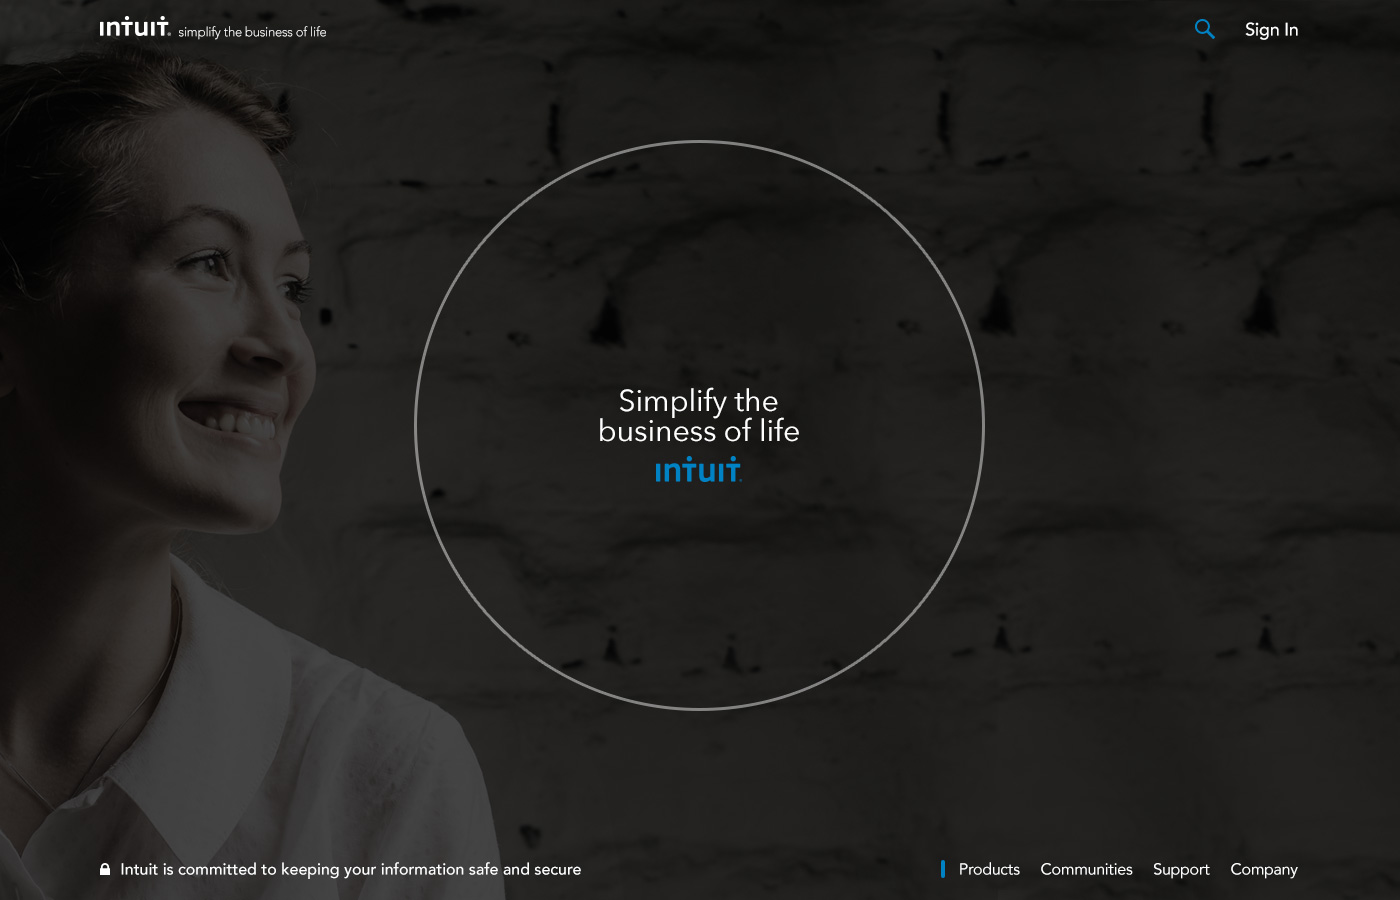 intuit. simplify the business of life
Sign In
Simplify the
business of life
intuit.
Intuit is committed to keeping your information safe and secure
Products Communities Support Company